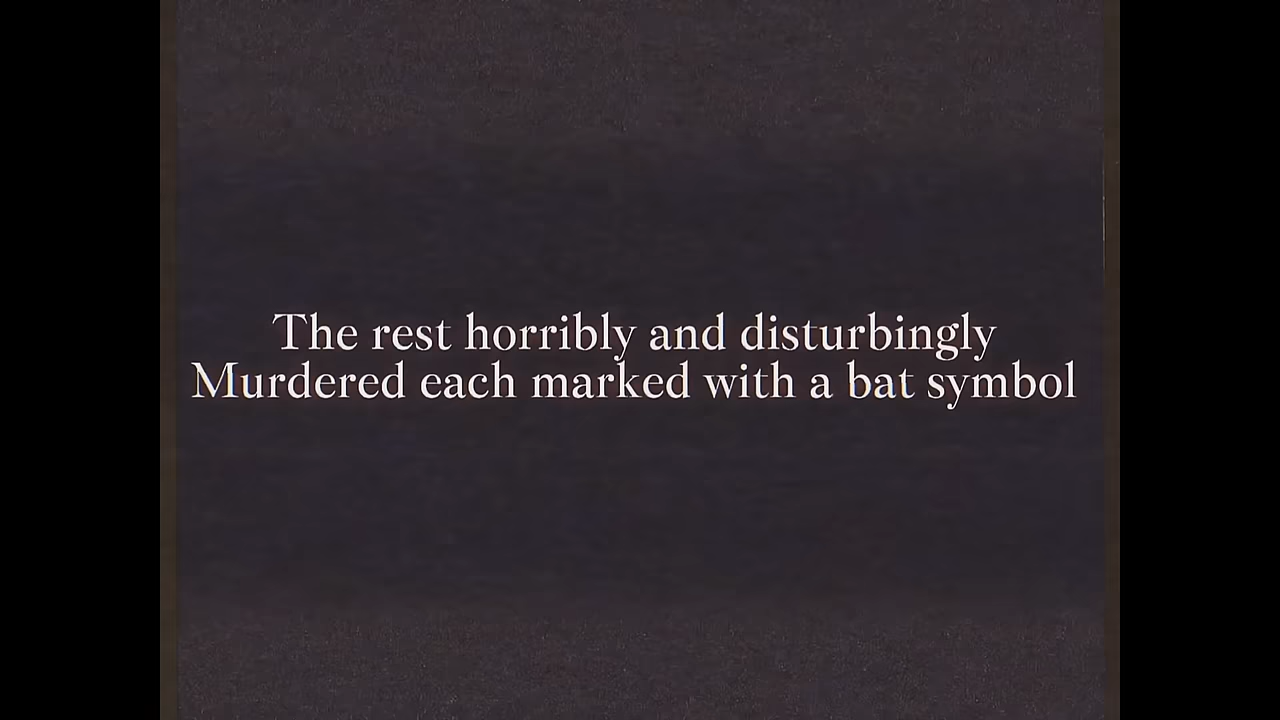 The rest horribly and disturbingly
Murdered each marked with a bat symbol